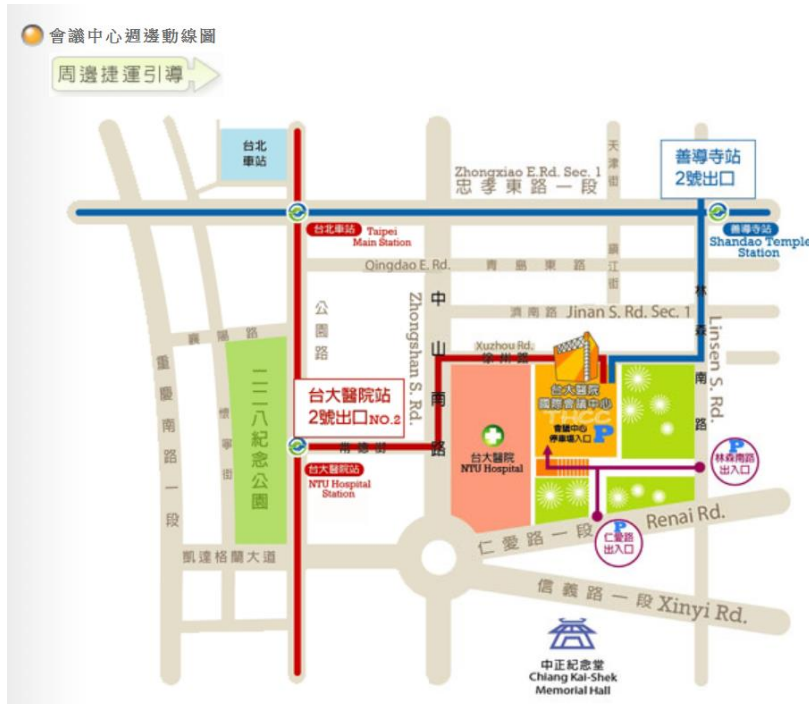 會議中心週邊動線圖
周邊捷運引導
台北
車站
天津街
Zhongxiao E.Rd. Sec. 1
忠孝東路一段
善導寺站
2號出口
台北車站 Taipei
Main Station
善導寺站
Shandao Temple
Station
Qingdao E. Rd. 青島東路
鎮江街
林森南路
Linsen S. Rd.
公園路
Zhongshan S. Rd.
中山南路
濟南路 Jinan S. Rd. Sec. 1
襄陽路
重慶南路一段
懷寧街
二二八紀念公園
Xuzhou Rd.
徐州路
台大醫院
國際會議中心
THCC
會議中心
停車場入口 P
台大醫院站
2號出口NO.2
常德街
台大醫院站
NTU Hospital
Station
台大醫院
NTU Hospital
P
林森南路
出入口
P
仁愛路
出入口
仁愛路一段 Renai Rd.
凱達格蘭大道
信義路一段 Xinyi Rd.
中正紀念堂
Chiang Kai-Shek
Memorial Hall